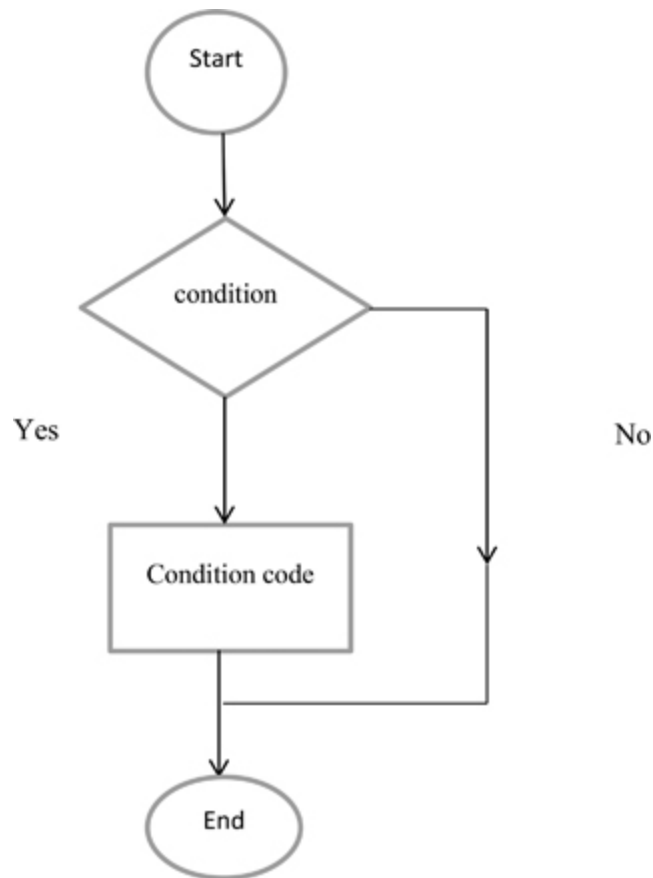 Start
condition
Yes
No
Condition code
End